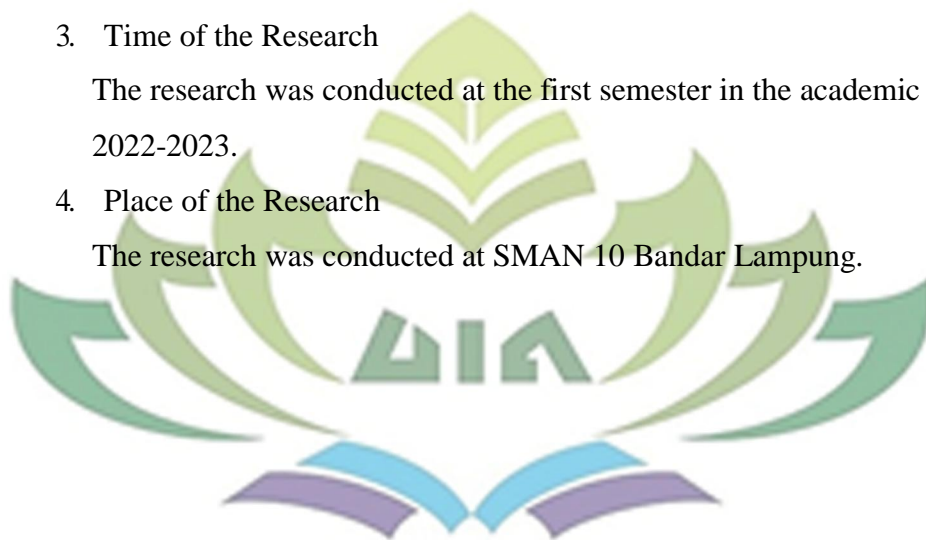 3. Time of the Research
The research was conducted at the first semester in the academic
2022-2023.
4. Place of the Research
The research was conducted at SMAN 10 Bandar Lampung.
UIN